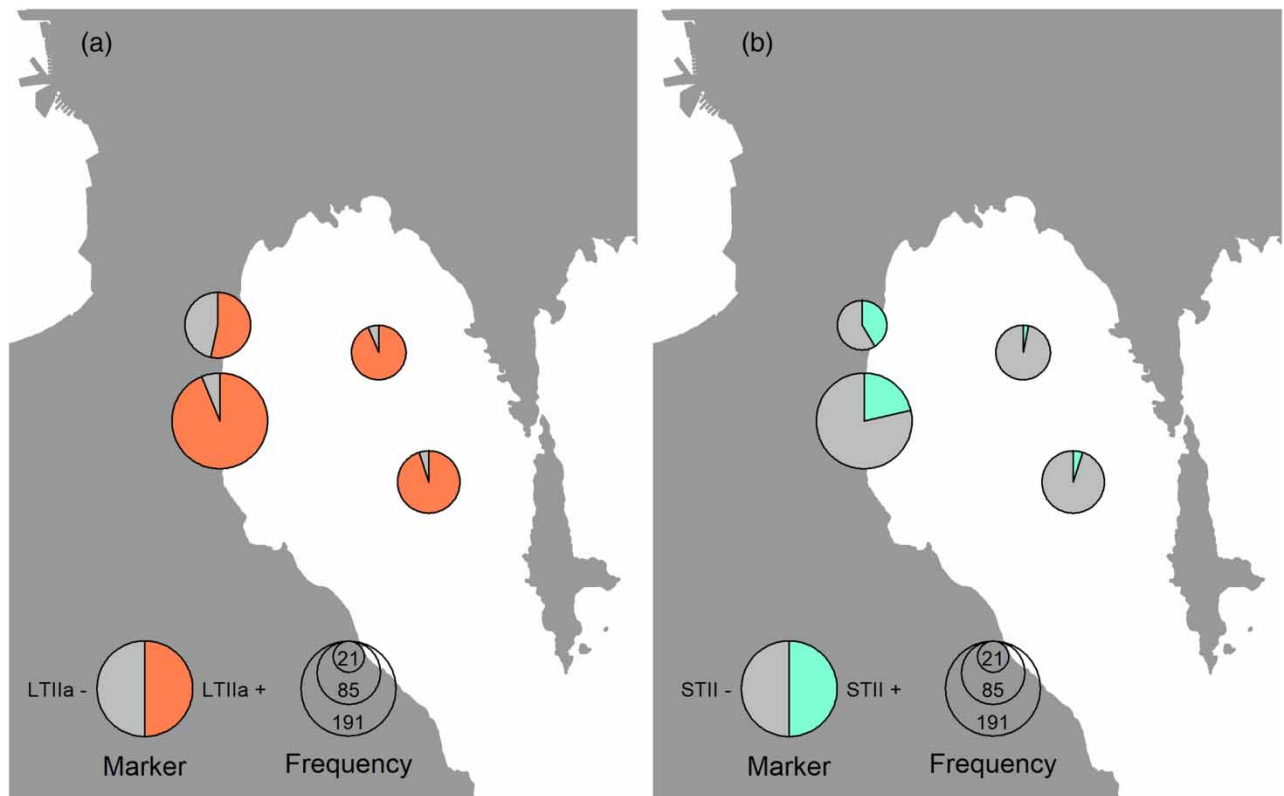 (a)
LTIIa -
LTIIa +
21
85
191
Marker
Frequency
(b)
STII -
STII +
21
85
191
Marker
Frequency